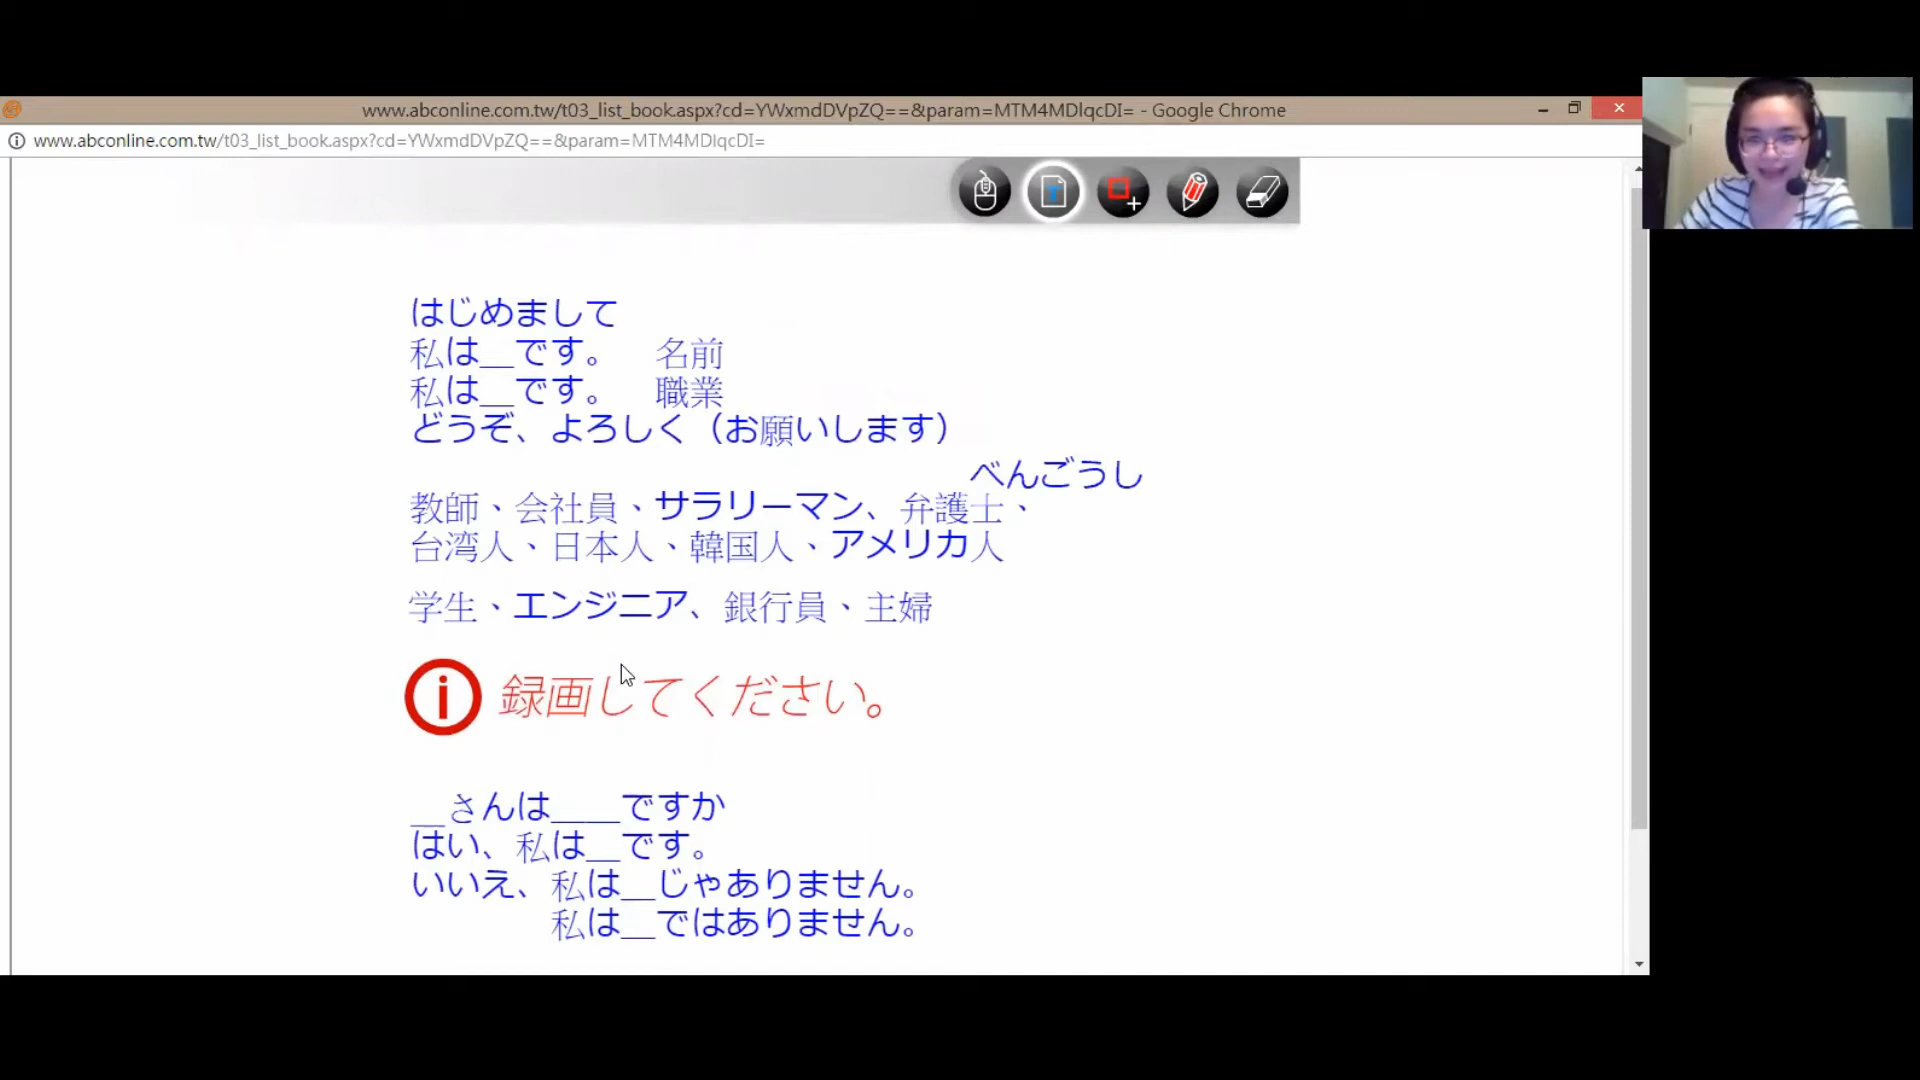 www.abconline.com.tw/t03_list_book.aspx?cd=YWxmdDVpZQ==&param=MTM4MDlqcDI= - Google Chrome
www.abconline.com.tw/t03_list_book.aspx?cd=YWxmdDVpZQ==&param=MTM4MDlqcDI=
はじめまして
私は__です。 名前
私は__です。 職業
どうぞ、よろしく（お願いします）
べんごうし
教師、会社員、サラリーマン、弁護士、
台湾人、日本人、韓国人、アメリカ人
学生、エンジニア、銀行員、主婦
録画してください。
__さんは____ですか
はい、私は__です。
いいえ、私は__じゃありません。
私は__ではありません。